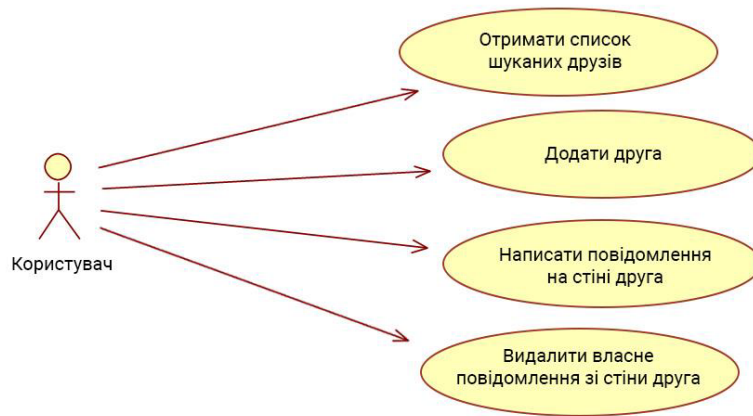 Отримати список
шуканих друзів
Додати друга
Користувач
Написати повідомлення
на стіні друга
Видалити власне
повідомлення зі стіни друга